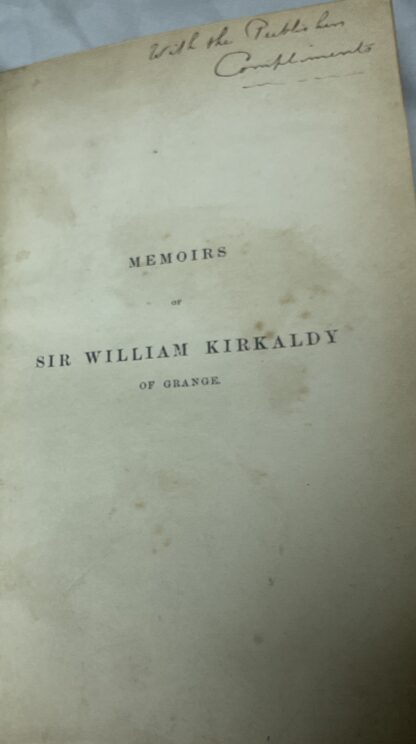 With the Publishers
Compliments
MEMOIRS
OF
SIR WILLIAM KIRKALDY
OF GRANGE.